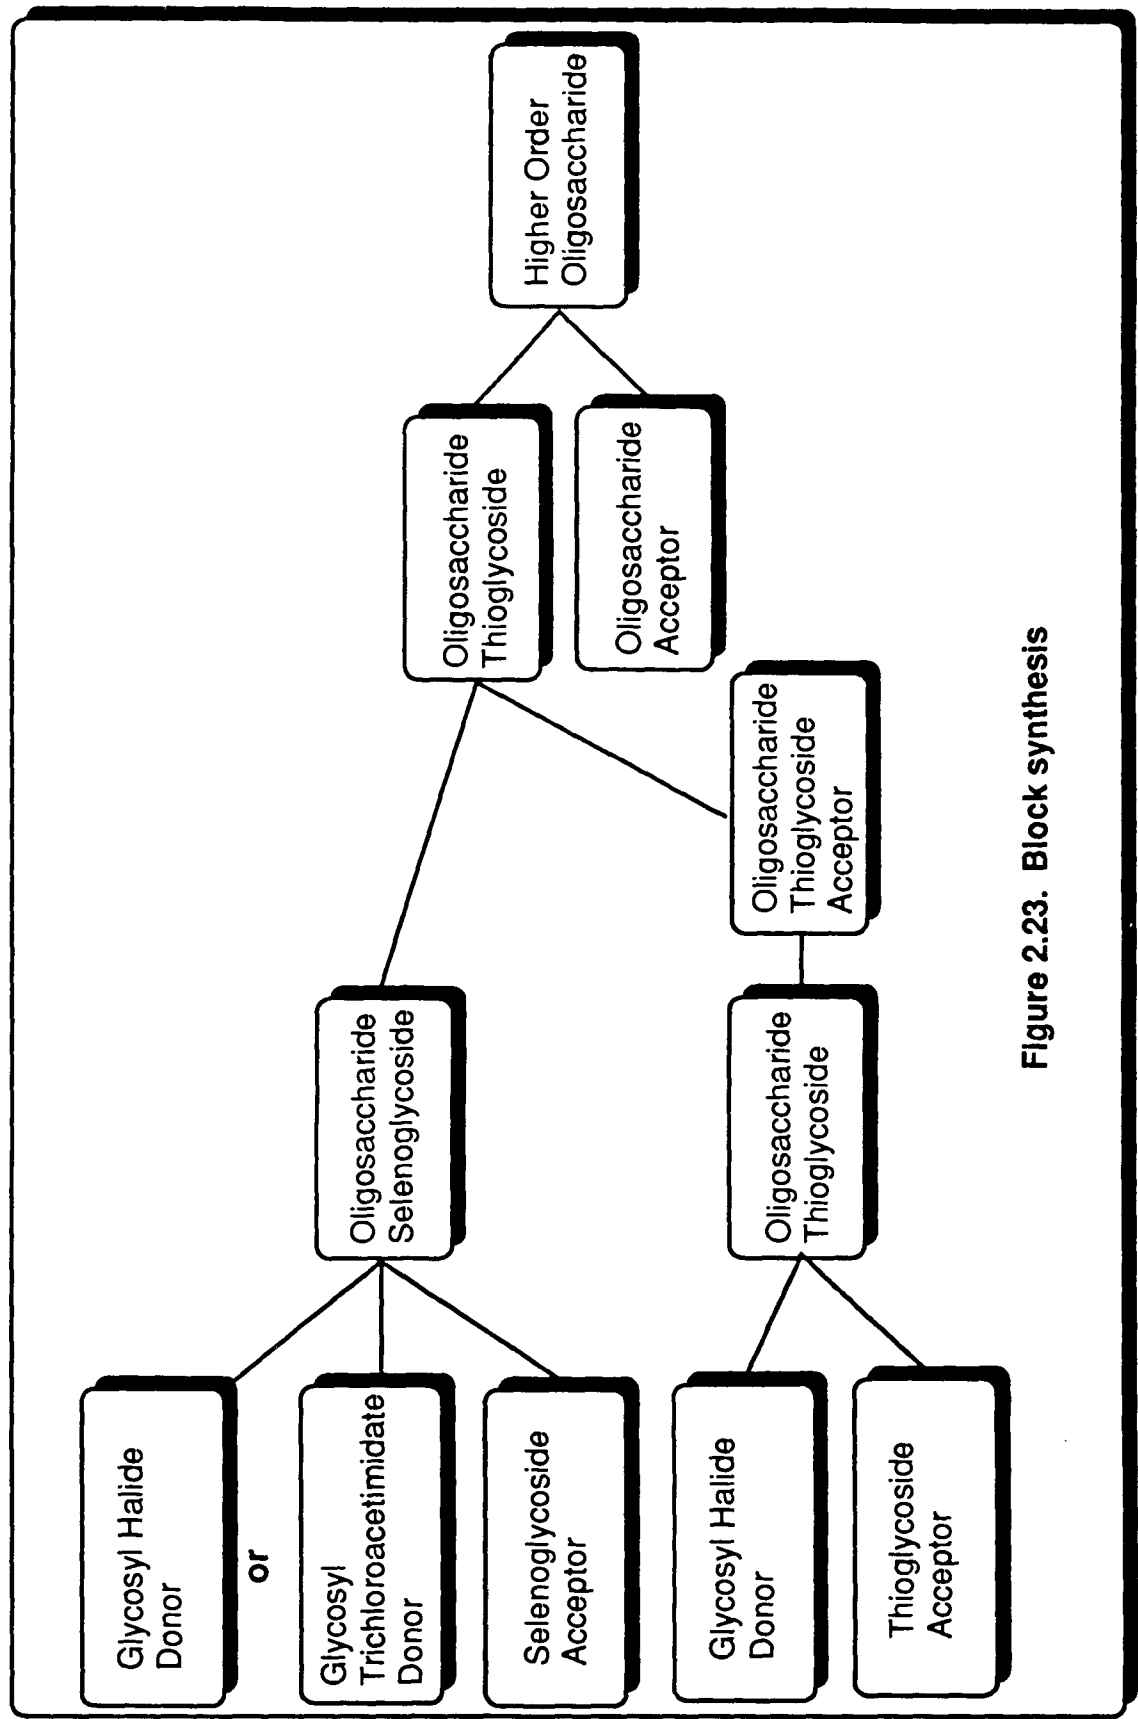 Glycosyl Halide
Donor
or
Glycosyl
Trichloroacetimidate
Donor
Selenoglycoside
Acceptor
Glycosyl Halide
Donor
Thioglycoside
Acceptor
Oligosaccharide
Selenoglycoside
Oligosaccharide
Thioglycoside
Oligosaccharide
Thioglycoside
Acceptor
Oligosaccharide
Thioglycoside
Oligosaccharide
Acceptor
Higher Order
Oligosaccharide
Figure 2.23. Block synthesis